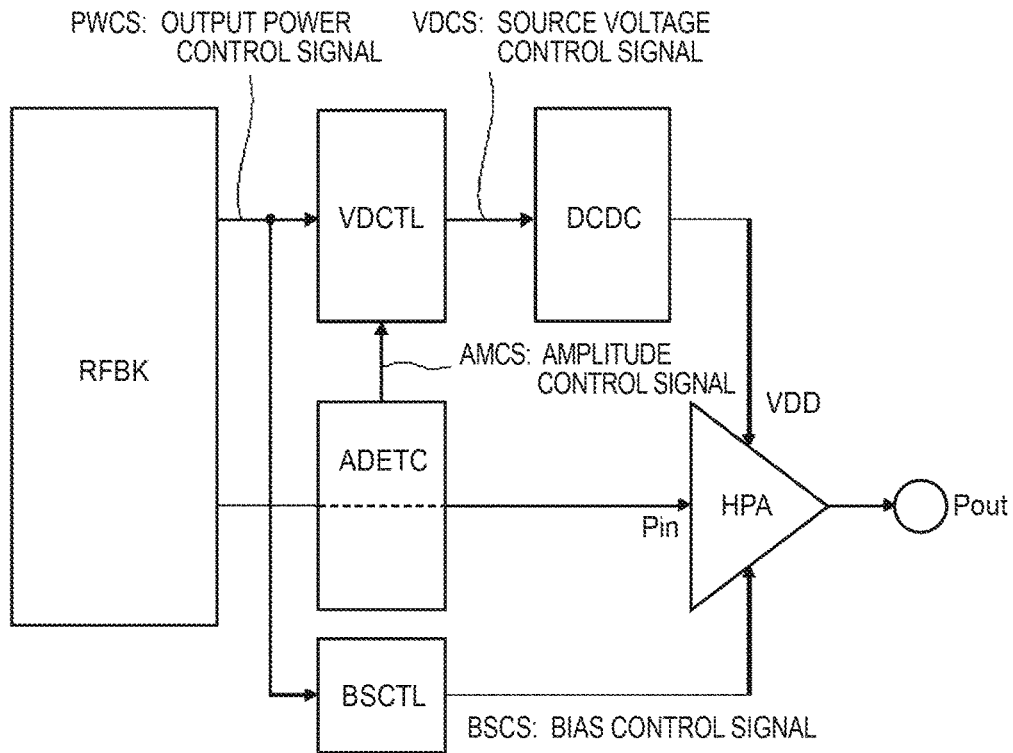 PWCS: OUTPUT POWER
CONTROL SIGNAL
VDCS: SOURCE VOLTAGE
CONTROL SIGNAL
VDCTL
DCDC
RFBK
AMCS: AMPLITUDE
CONTROL SIGNAL
VDD
ADETC
HPA
Pin
Pout
BSCTL
BSCS: BIAS CONTROL SIGNAL